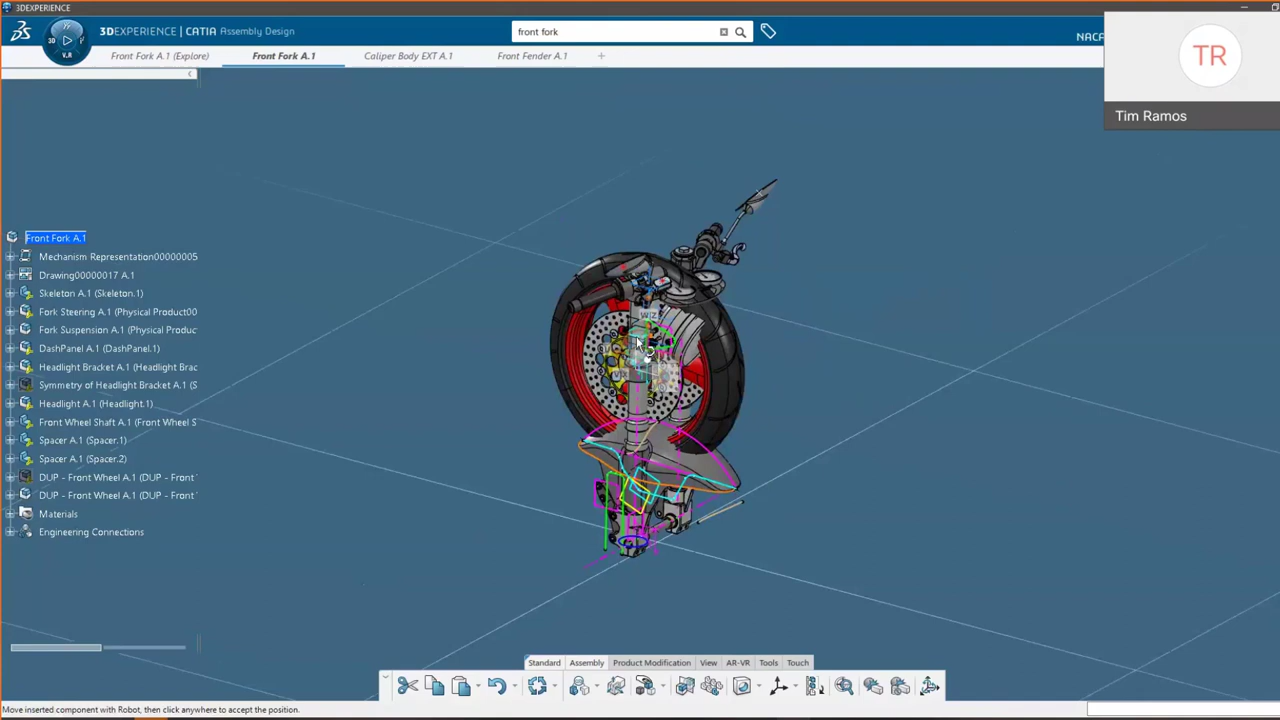 3DEXPERIENCE
3DEXPERIENCE | CATIA Assembly Design
front fork
NACA
TR
Tim Ramos
3D
V.R
Front Fork A.1 (Explore)
Front Fork A.1
Caliper Body EXT A.1
Front Fender A.1
+
Front Fork A.1
Mechanism Representation00000005
Drawing00000017 A.1
Skeleton A.1 (Skeleton.1)
Fork Steering A.1 (Physical Product00
Fork Suspension A.1 (Physical Produc
DashPanel A.1 (DashPanel.1)
Headlight Bracket A.1 (Headlight Brac
Symmetry of Headlight Bracket A.1 (S
Headlight A.1 (Headlight.1)
Front Wheel Shaft A.1 (Front Wheel S
Spacer A.1 (Spacer.1)
Spacer A.1 (Spacer.2)
DUP - Front Wheel A.1 (DUP - Front
DUP - Front Wheel A.1 (DUP - Front
Materials
Engineering Connections
W|Z
Standard
Assembly
Product Modification
View
AR-VR
Tools
Touch
Move inserted component with Robot, then click anywhere to accept the position.